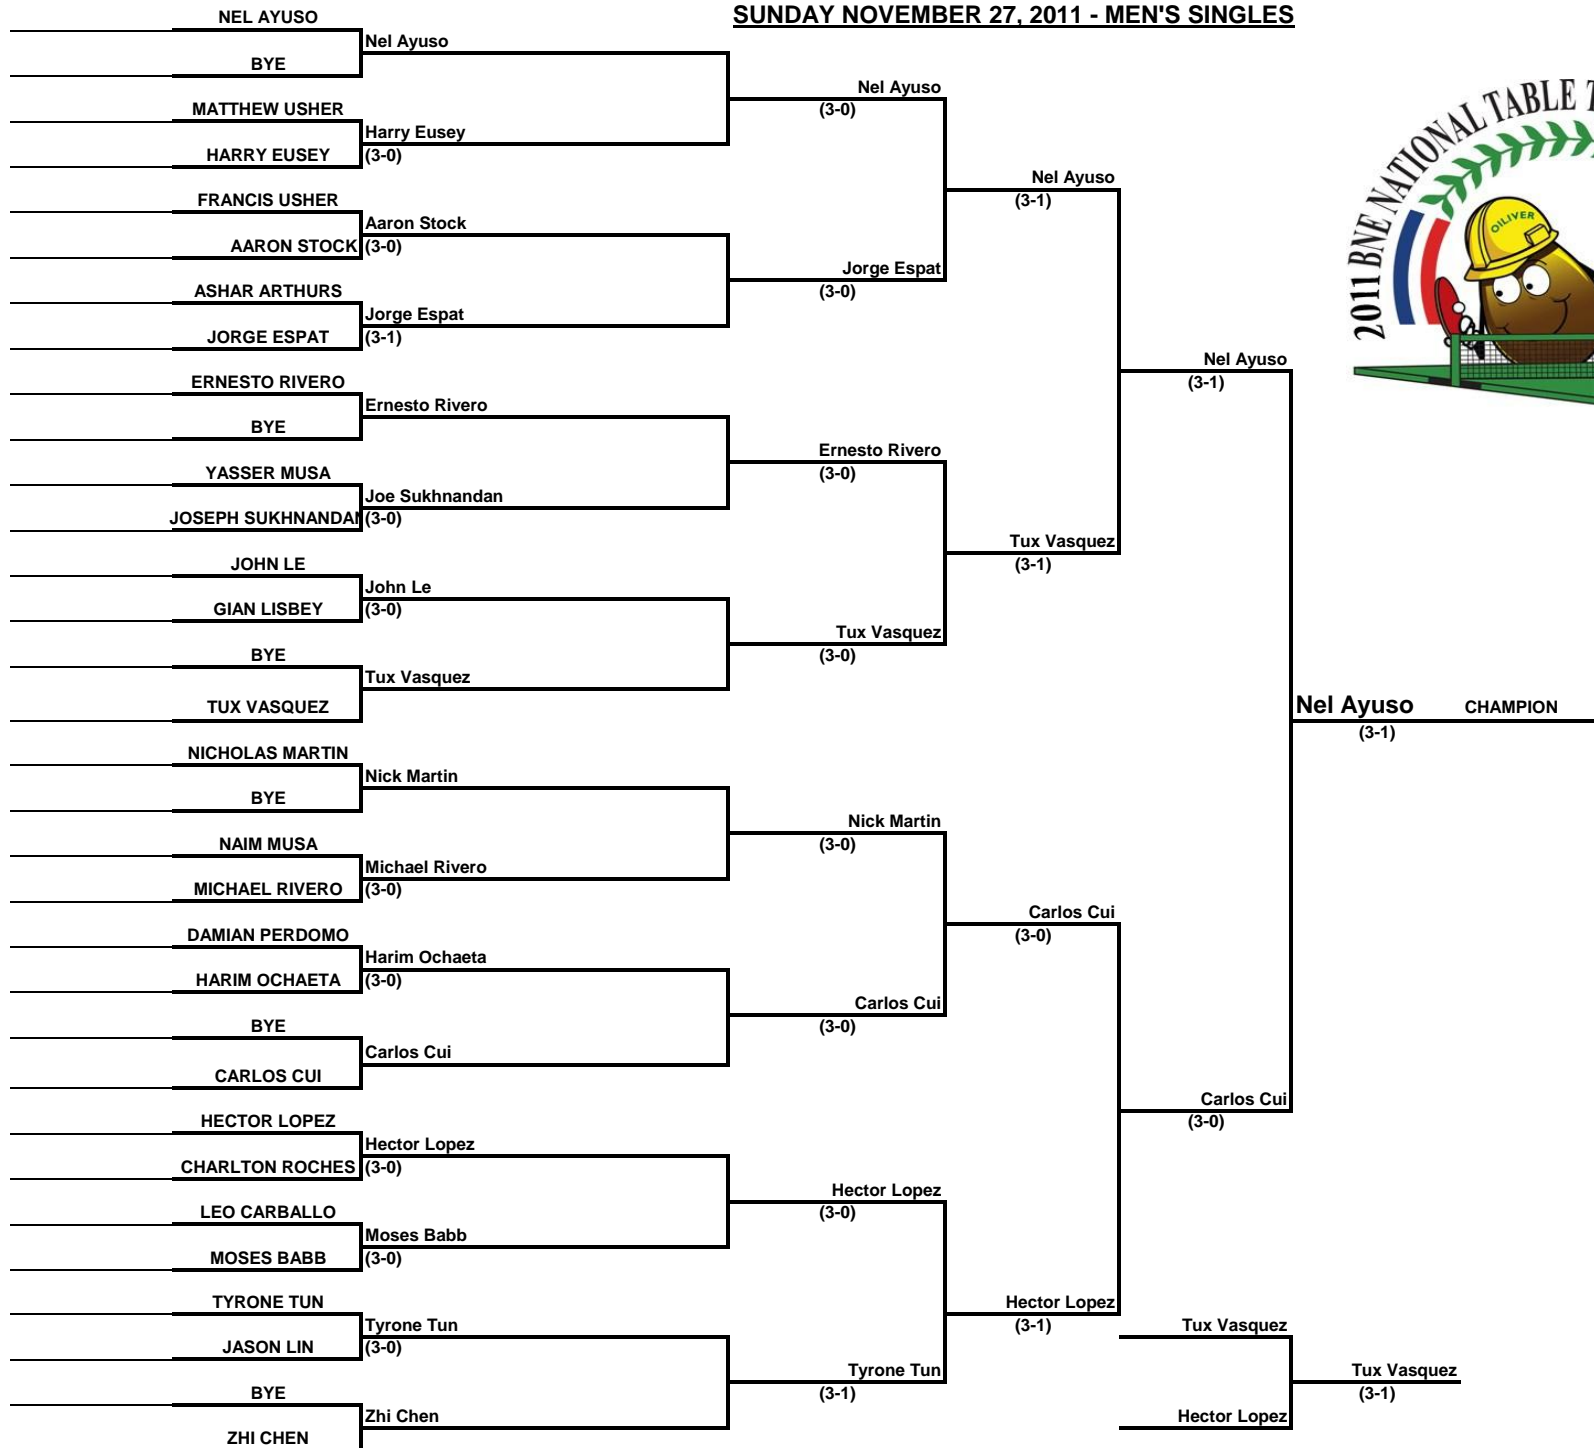 SUNDAY NOVEMBER 27, 2011 - MEN'S SINGLES
NEL AYUSO
BYE
MATTHEW USHER
HARRY EUSEY
FRANCIS USHER
AARON STOCK
ASHAR ARTHURS
JORGE ESPAT
ERNESTO RIVERO
BYE
YASSER MUSA
JOSEPH SUKHNANDAN
JOHN LE
GIAN LISBEY
BYE
TUX VASQUEZ
NICHOLAS MARTIN
BYE
NAIM MUSA
MICHAEL RIVERO
DAMIAN PERDOMO
HARIM OCHAETA
BYE
CARLOS CUI
HECTOR LOPEZ
CHARLTON ROCHES
LEO CARBALLO
MOSES BABB
TYRONE TUN
JASON LIN
BYE
ZHI CHEN
Nel Ayuso
Harry Eusey
(3-0)
Aaron Stock
(3-0)
Jorge Espat
(3-1)
Ernesto Rivero
Joe Sukhnandan
(3-0)
John Le
(3-0)
Tux Vasquez
Nick Martin
Michael Rivero
(3-0)
Harim Ochaeta
(3-0)
Carlos Cui
Hector Lopez
(3-0)
Moses Babb
(3-0)
Tyrone Tun
(3-0)
Zhi Chen
Nel Ayuso
(3-0)
Jorge Espat
(3-0)
Ernesto Rivero
(3-0)
Tux Vasquez
(3-0)
Nick Martin
(3-0)
Carlos Cui
(3-0)
Hector Lopez
(3-0)
Tyrone Tun
(3-1)
Nel Ayuso
(3-1)
Tux Vasquez
(3-1)
Carlos Cui
(3-0)
Hector Lopez
(3-1)
Nel Ayuso
(3-1)
Carlos Cui
(3-0)
Nel Ayuso CHAMPION
(3-1)
Tux Vasquez
Hector Lopez
Tux Vasquez
(3-1)
2011 BNE NATIONAL TABLE T
OILIVER